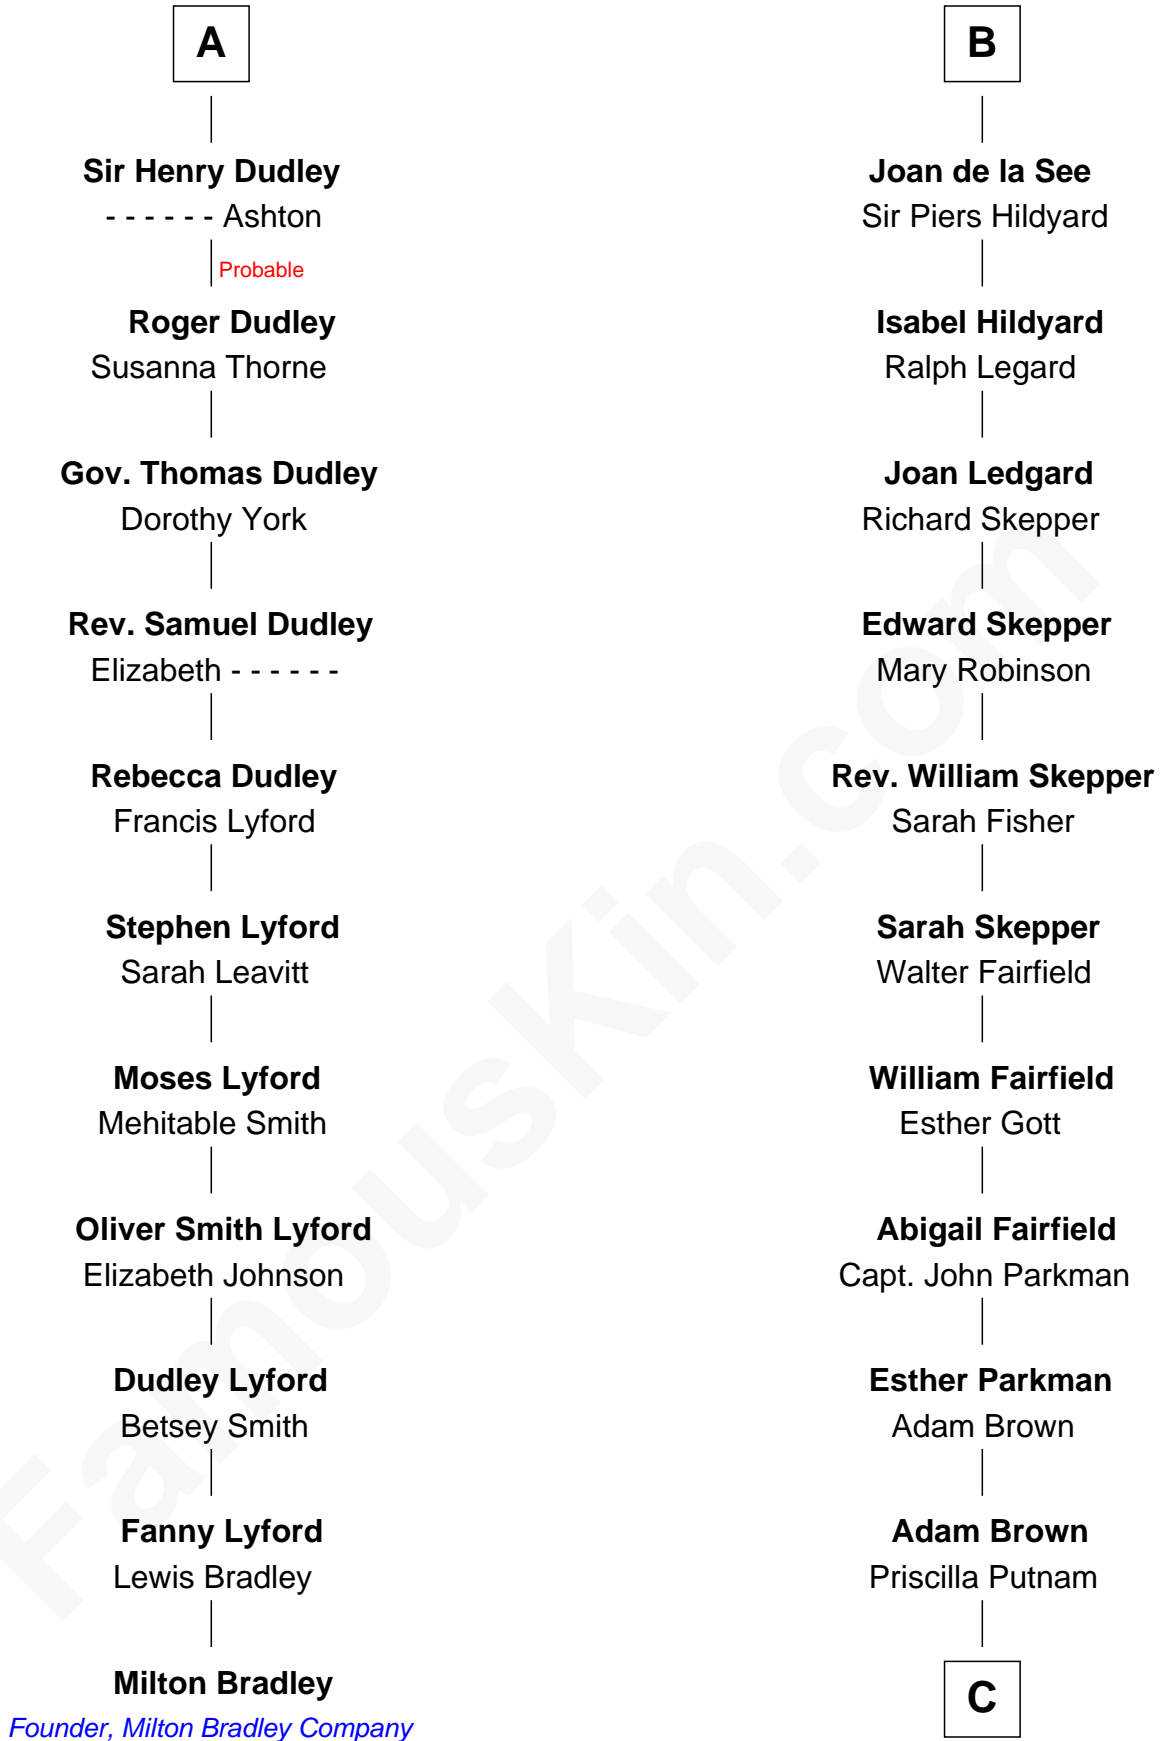 A
Sir Henry Dudley
- - - - - - Ashton
Probable
Roger Dudley
Susanna Thorne
Gov. Thomas Dudley
Dorothy York
Rev. Samuel Dudley
Elizabeth - - - - - -
Rebecca Dudley
Francis Lyford
Stephen Lyford
Sarah Leavitt
Moses Lyford
Mehitable Smith
Oliver Smith Lyford
Elizabeth Johnson
Dudley Lyford
Betsey Smith
Fanny Lyford
Lewis Bradley
Milton Bradley
Founder, Milton Bradley Company
B
Joan de la See
Sir Piers Hildyard
Isabel Hildyard
Ralph Legard
Joan Ledgard
Richard Skepper
Edward Skepper
Mary Robinson
Rev. William Skepper
Sarah Fisher
Sarah Skepper
Walter Fairfield
William Fairfield
Esther Gott
Abigail Fairfield
Capt. John Parkman
Esther Parkman
Adam Brown
Adam Brown
Priscilla Putnam
C
FamousKin.com